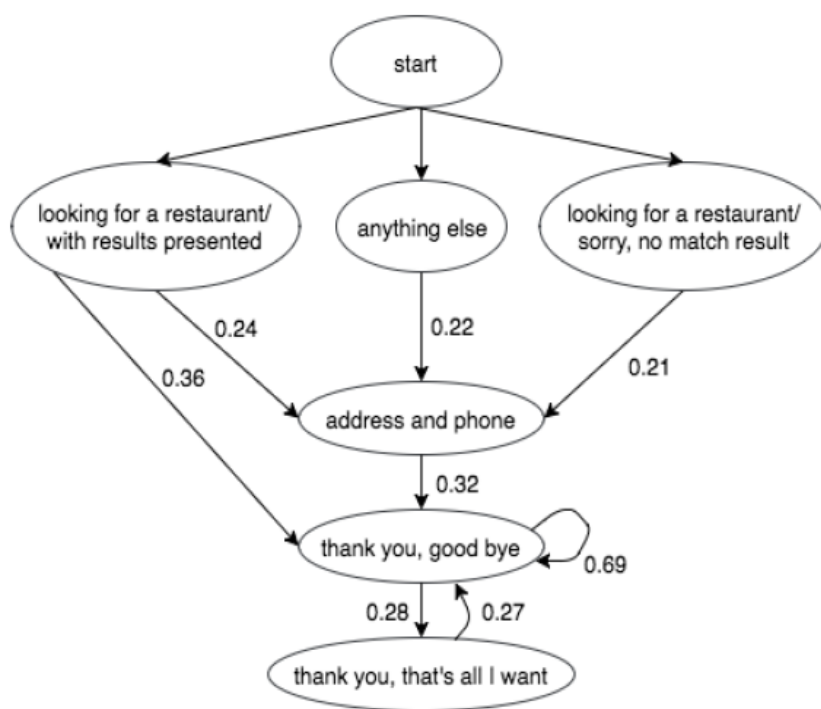 start
looking for a restaurant/
with results presented
anything else
looking for a restaurant/
sorry, no match result
0.24
0.22
0.21
0.36
address and phone
0.32
thank you, good bye
0.69
0.28
0.27
thank you, that's all I want